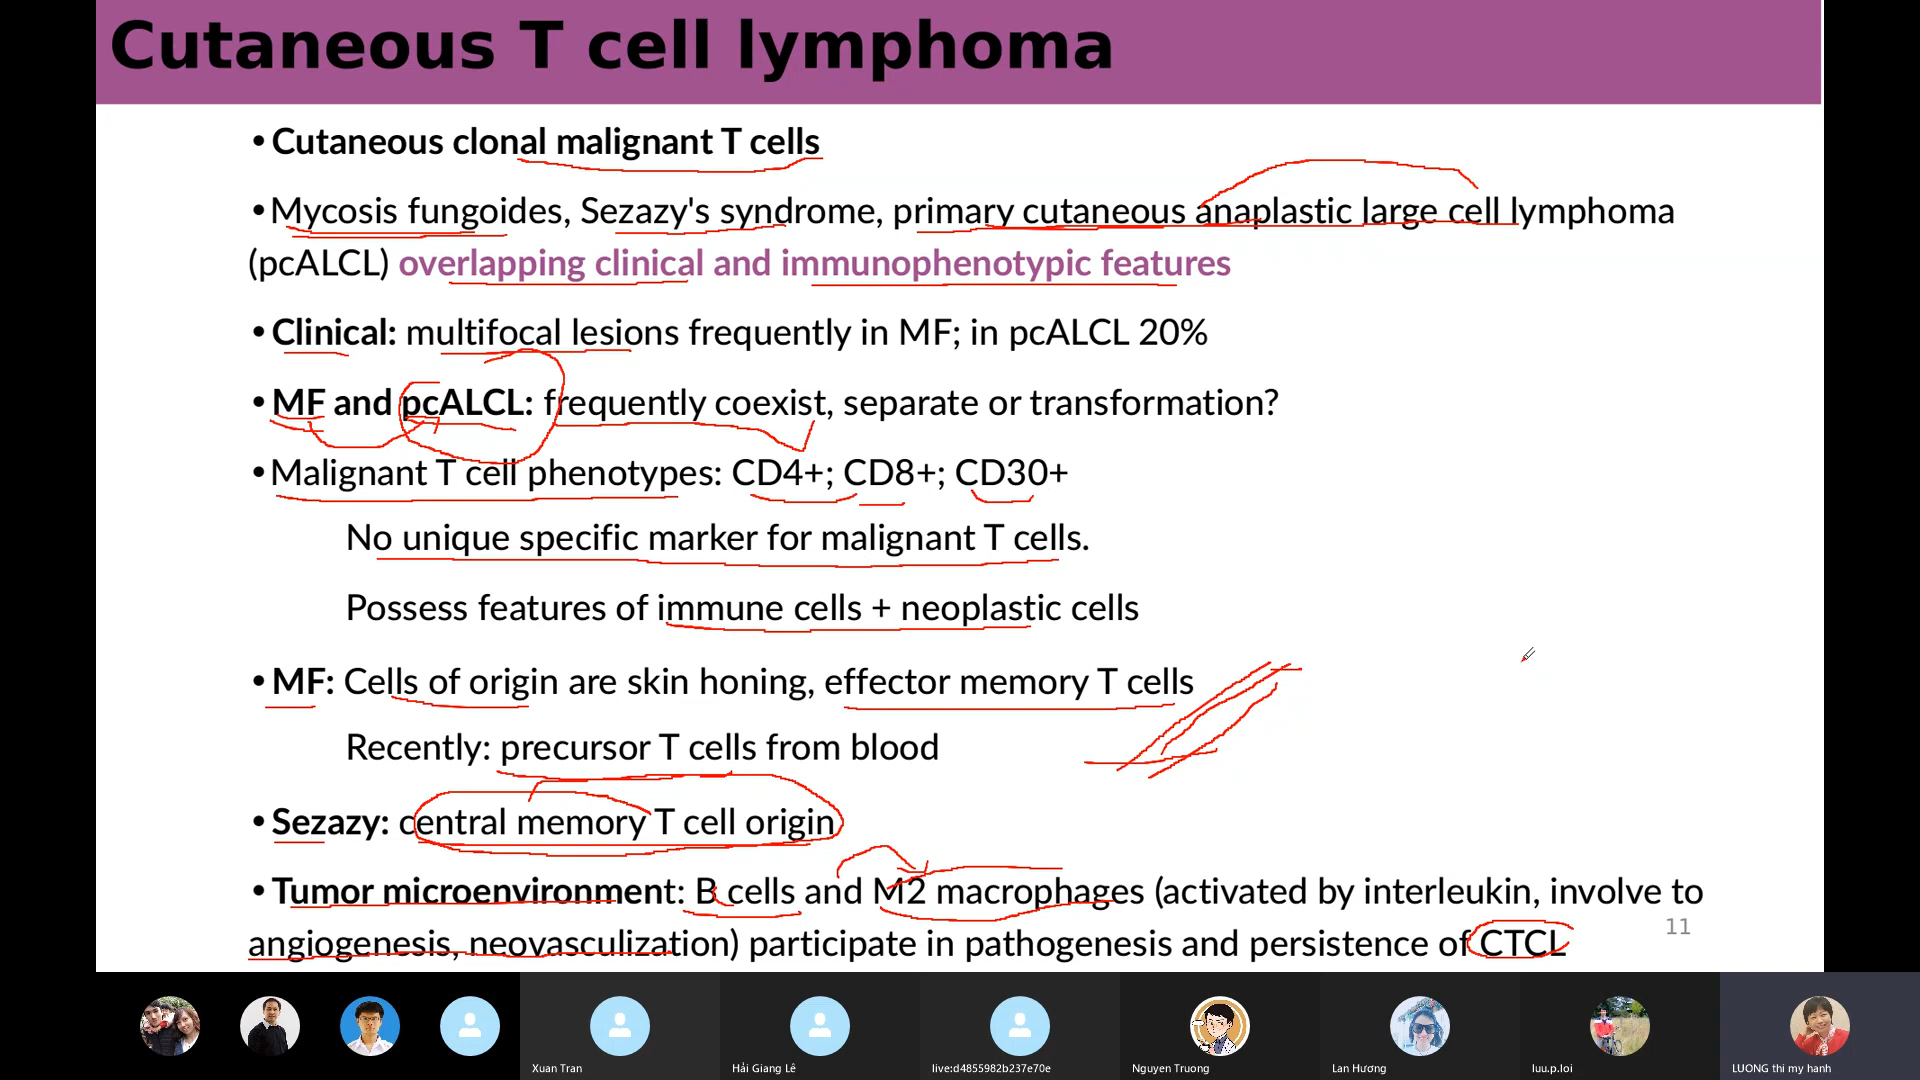 Cutaneous T cell lymphoma
•Cutaneous clonal malignant T cells
•Mycosis fungoides, Sezazy's syndrome, primary cutaneous anaplastic large cell lymphoma
(pcALCL) overlapping clinical and immunophenotypic features
•Clinical: multifocal lesions frequently in MF; in pcALCL 20%
•MF and pcALCL: frequently coexist, separate or transformation?
•Malignant T cell phenotypes: CD4+; CD8+; CD30+
No unique specific marker for malignant T cells.
Possess features of immune cells + neoplastic cells
•MF: Cells of origin are skin honing, effector memory T cells
Recently: precursor T cells from blood
•Sezazy: central memory T cell origin
•Tumor microenvironment: B cells and M2 macrophages (activated by interleukin, involve to
angiogenesis, neovasculization) participate in pathogenesis and persistence of CTCL
11
Xuan Tran
Hải Giang Lê
live:d4855982b237e70e
Nguyen Truong
Lan Hương
luu.p.loi
LUONG thi my hanh